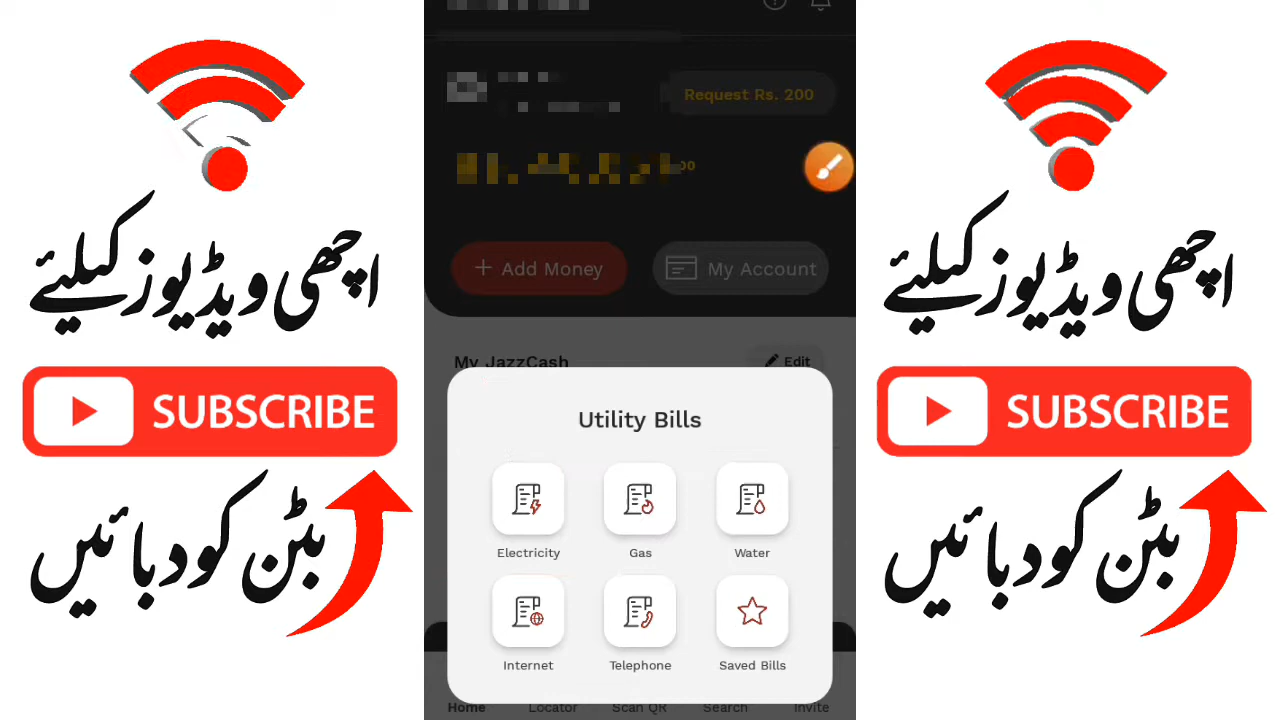 اچھی ویڈیوز کیلئے
SUBSCRIBE
بٹن کو دبائیں
Request Rs. 200
00
+ Add Money
My Account
My JazzCash
Edit
Utility Bills
Electricity
Gas
Water
Internet
Telephone
Saved Bills
Home
Locator
Scan QR
Search
Invite
اچھی ویڈیوز کیلئے
SUBSCRIBE
بٹن کو دبائیں